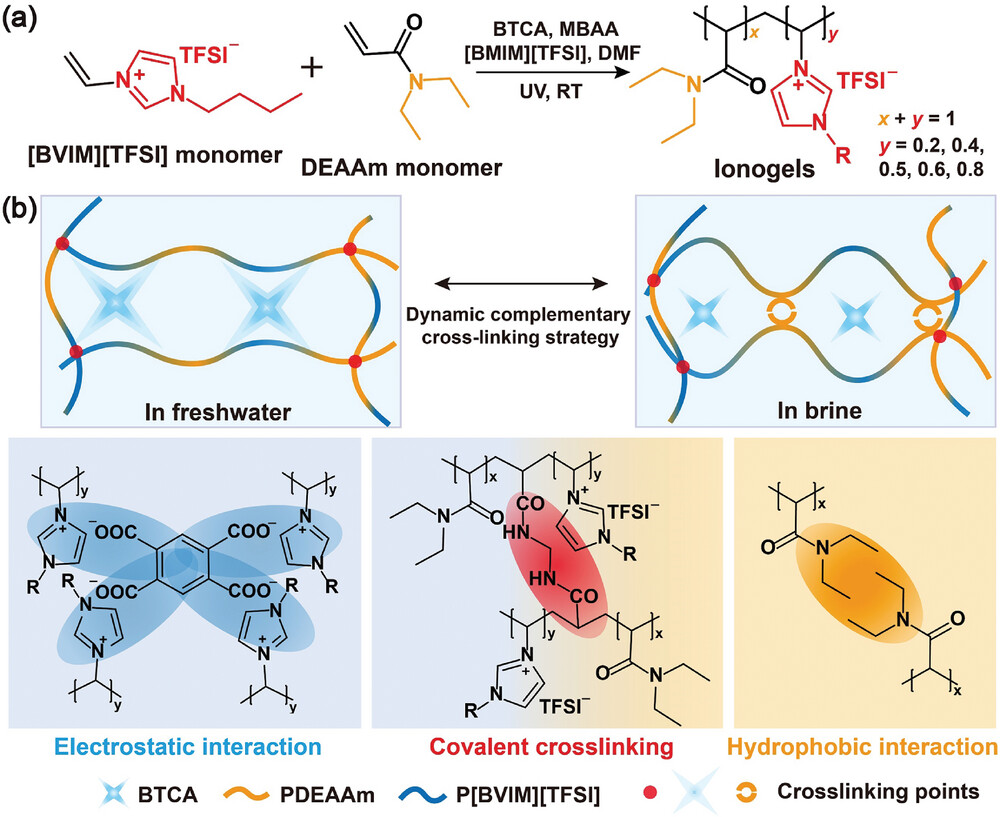 (a)
TFSI⁻
N
+
N
[BVIM][TFSI] monomer
+
O
N
DEAAm monomer
BTCA, MBAA
[BMIM][TFSI], DMF
UV, RT
x
y
N
O
N
+
TFSI⁻
N
R
Ionogels
x + y = 1
y = 0.2, 0.4,
0.5, 0.6, 0.8
(b)
In freshwater
Dynamic complementary
cross-linking strategy
In brine
y
y
N
+
N
R
⁻OOC
COO⁻
N
+
N
R
⁻OOC
COO⁻
R
N
N
+
R
N
N
+
y
y
Electrostatic interaction
x
y
N
O
CO
HN
N
+
TFSI⁻
N
R
HN
CO
y
x
N
+
N
R
TFSI⁻
O
N
Covalent crosslinking
x
O
N
N
O
x
Hydrophobic interaction
BTCA
PDEAAm
P[BVIM][TFSI]
Crosslinking points